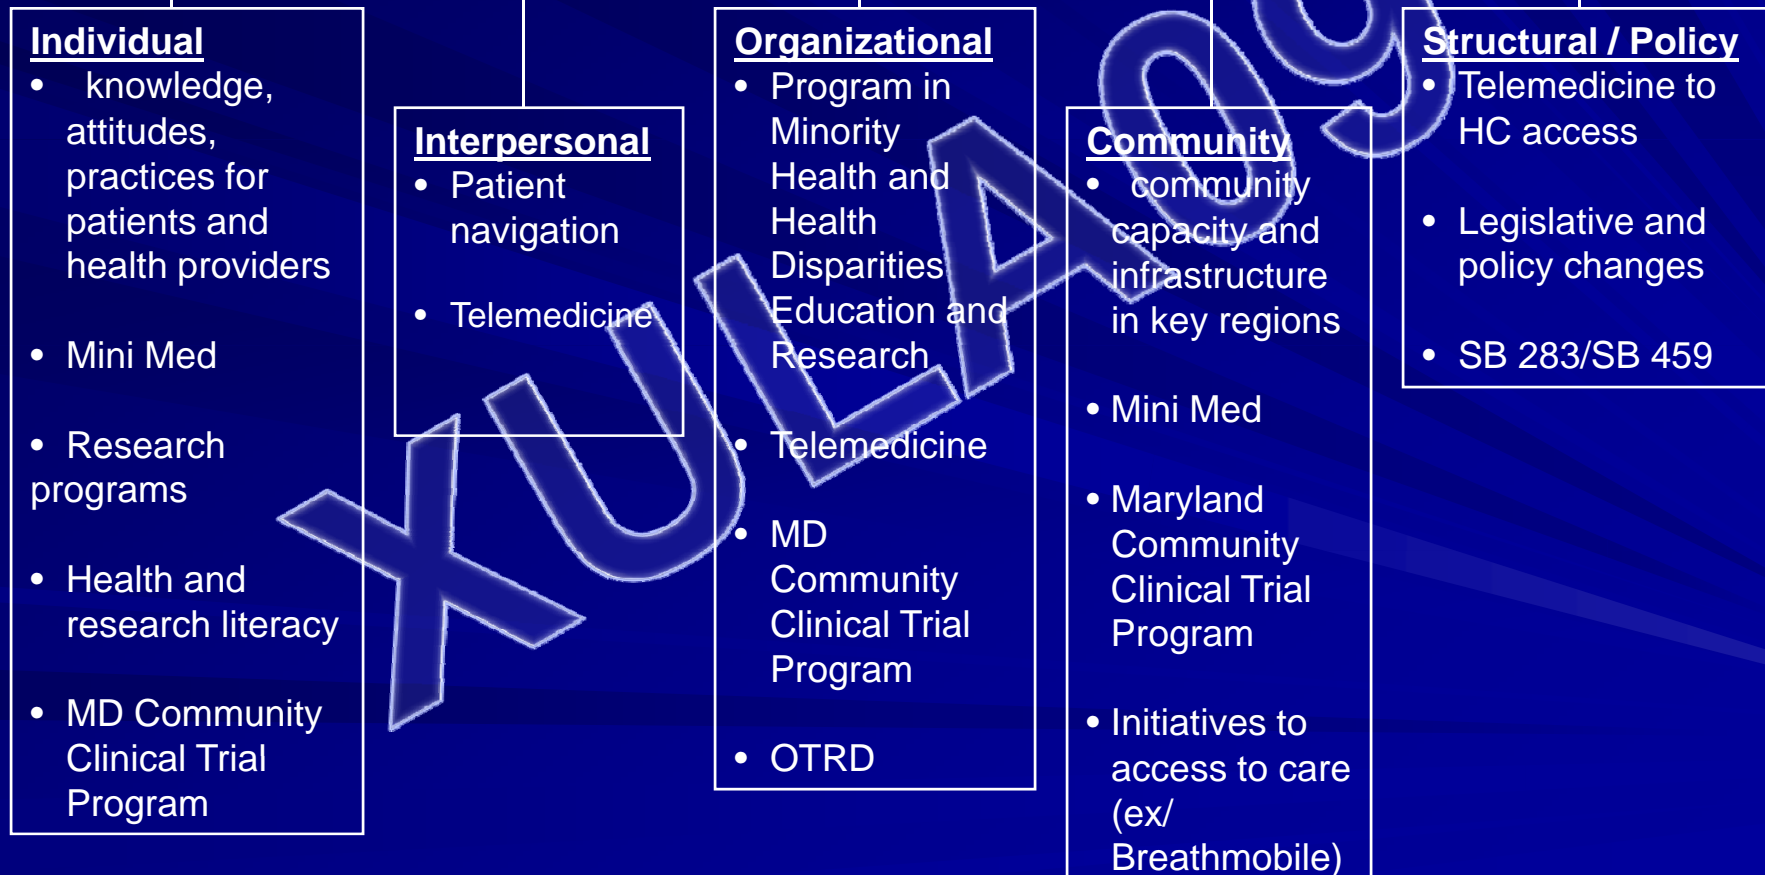 Individual
• knowledge,
attitudes,
practices for
patients and
health providers
• Mini Med
• Research
programs
• Health and
research literacy
• MD Community
Clinical Trial
Program
Interpersonal
• Patient
navigation
• Telemedicine
Organizational
• Program in
Minority
Health and
Health
Disparities
Education and
Research
• Telemedicine
• MD
Community
Clinical Trial
Program
• OTRD
Community
• community
capacity and
infrastructure
in key regions
• Mini Med
• Maryland
Community
Clinical Trial
Program
• Initiatives to
access to care
(ex/
Breathmobile)
Structural / Policy
• Telemedicine to
HC access
• Legislative and
policy changes
• SB 283/SB 459
XULA09